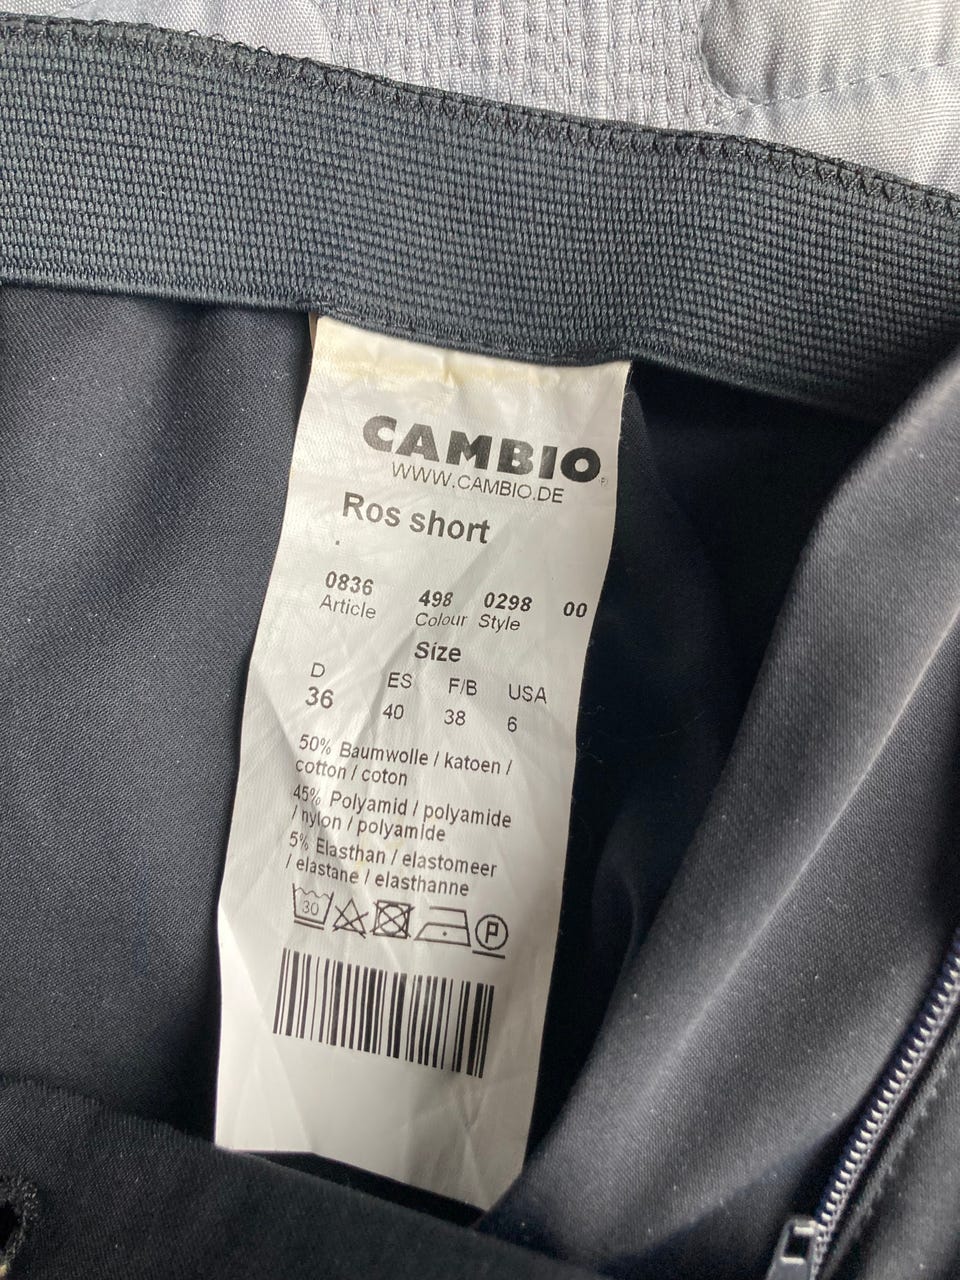 CAMBIO
WWW.CAMBIO.DE
Ros short
0836 498 0298 00
Article Colour Style
Size
D ES F/B USA
36 40 38 6
50% Baumwolle / katoen /
cotton / coton
45% Polyamid / polyamide
/ nylon / polyamide
5% Elasthan / elastomeer
/ elastane / elasthanne
30 P